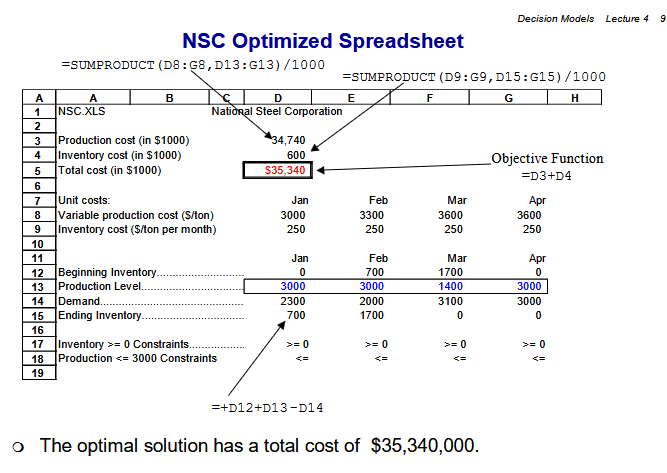 Decision Models Lecture 4 9
NSC Optimized Spreadsheet
=SUMPRODUCT(D8:G8,D13:G13)/1000
=SUMPRODUCT(D9:G9,D15:G15)/1000
A A B C D E F G H
1 NSC.XLS National Steel Corporation
2
3 Production cost (in $1000) 34,740
4 Inventory cost (in $1000) 600
5 Total cost (in $1000) $35,340
Objective Function
=D3+D4
6
7 Unit costs: Jan Feb Mar Apr
8 Variable production cost ($/ton) 3000 3300 3600 3600
9 Inventory cost ($/ton per month) 250 250 250 250
10
11 Jan Feb Mar Apr
12 Beginning Inventory............................. 0 700 1700 0
13 Production Level................................. 3000 3000 1400 3000
14 Demand............................................... 2300 2000 3100 3000
15 Ending Inventory.................................. 700 1700 0 0
16
17 Inventory >= 0 Constraints.................. >= 0 >= 0 >= 0 >= 0
18 Production <= 3000 Constraints <= <= <= <=
19
=+D12+D13-D14
The optimal solution has a total cost of $35,340,000.